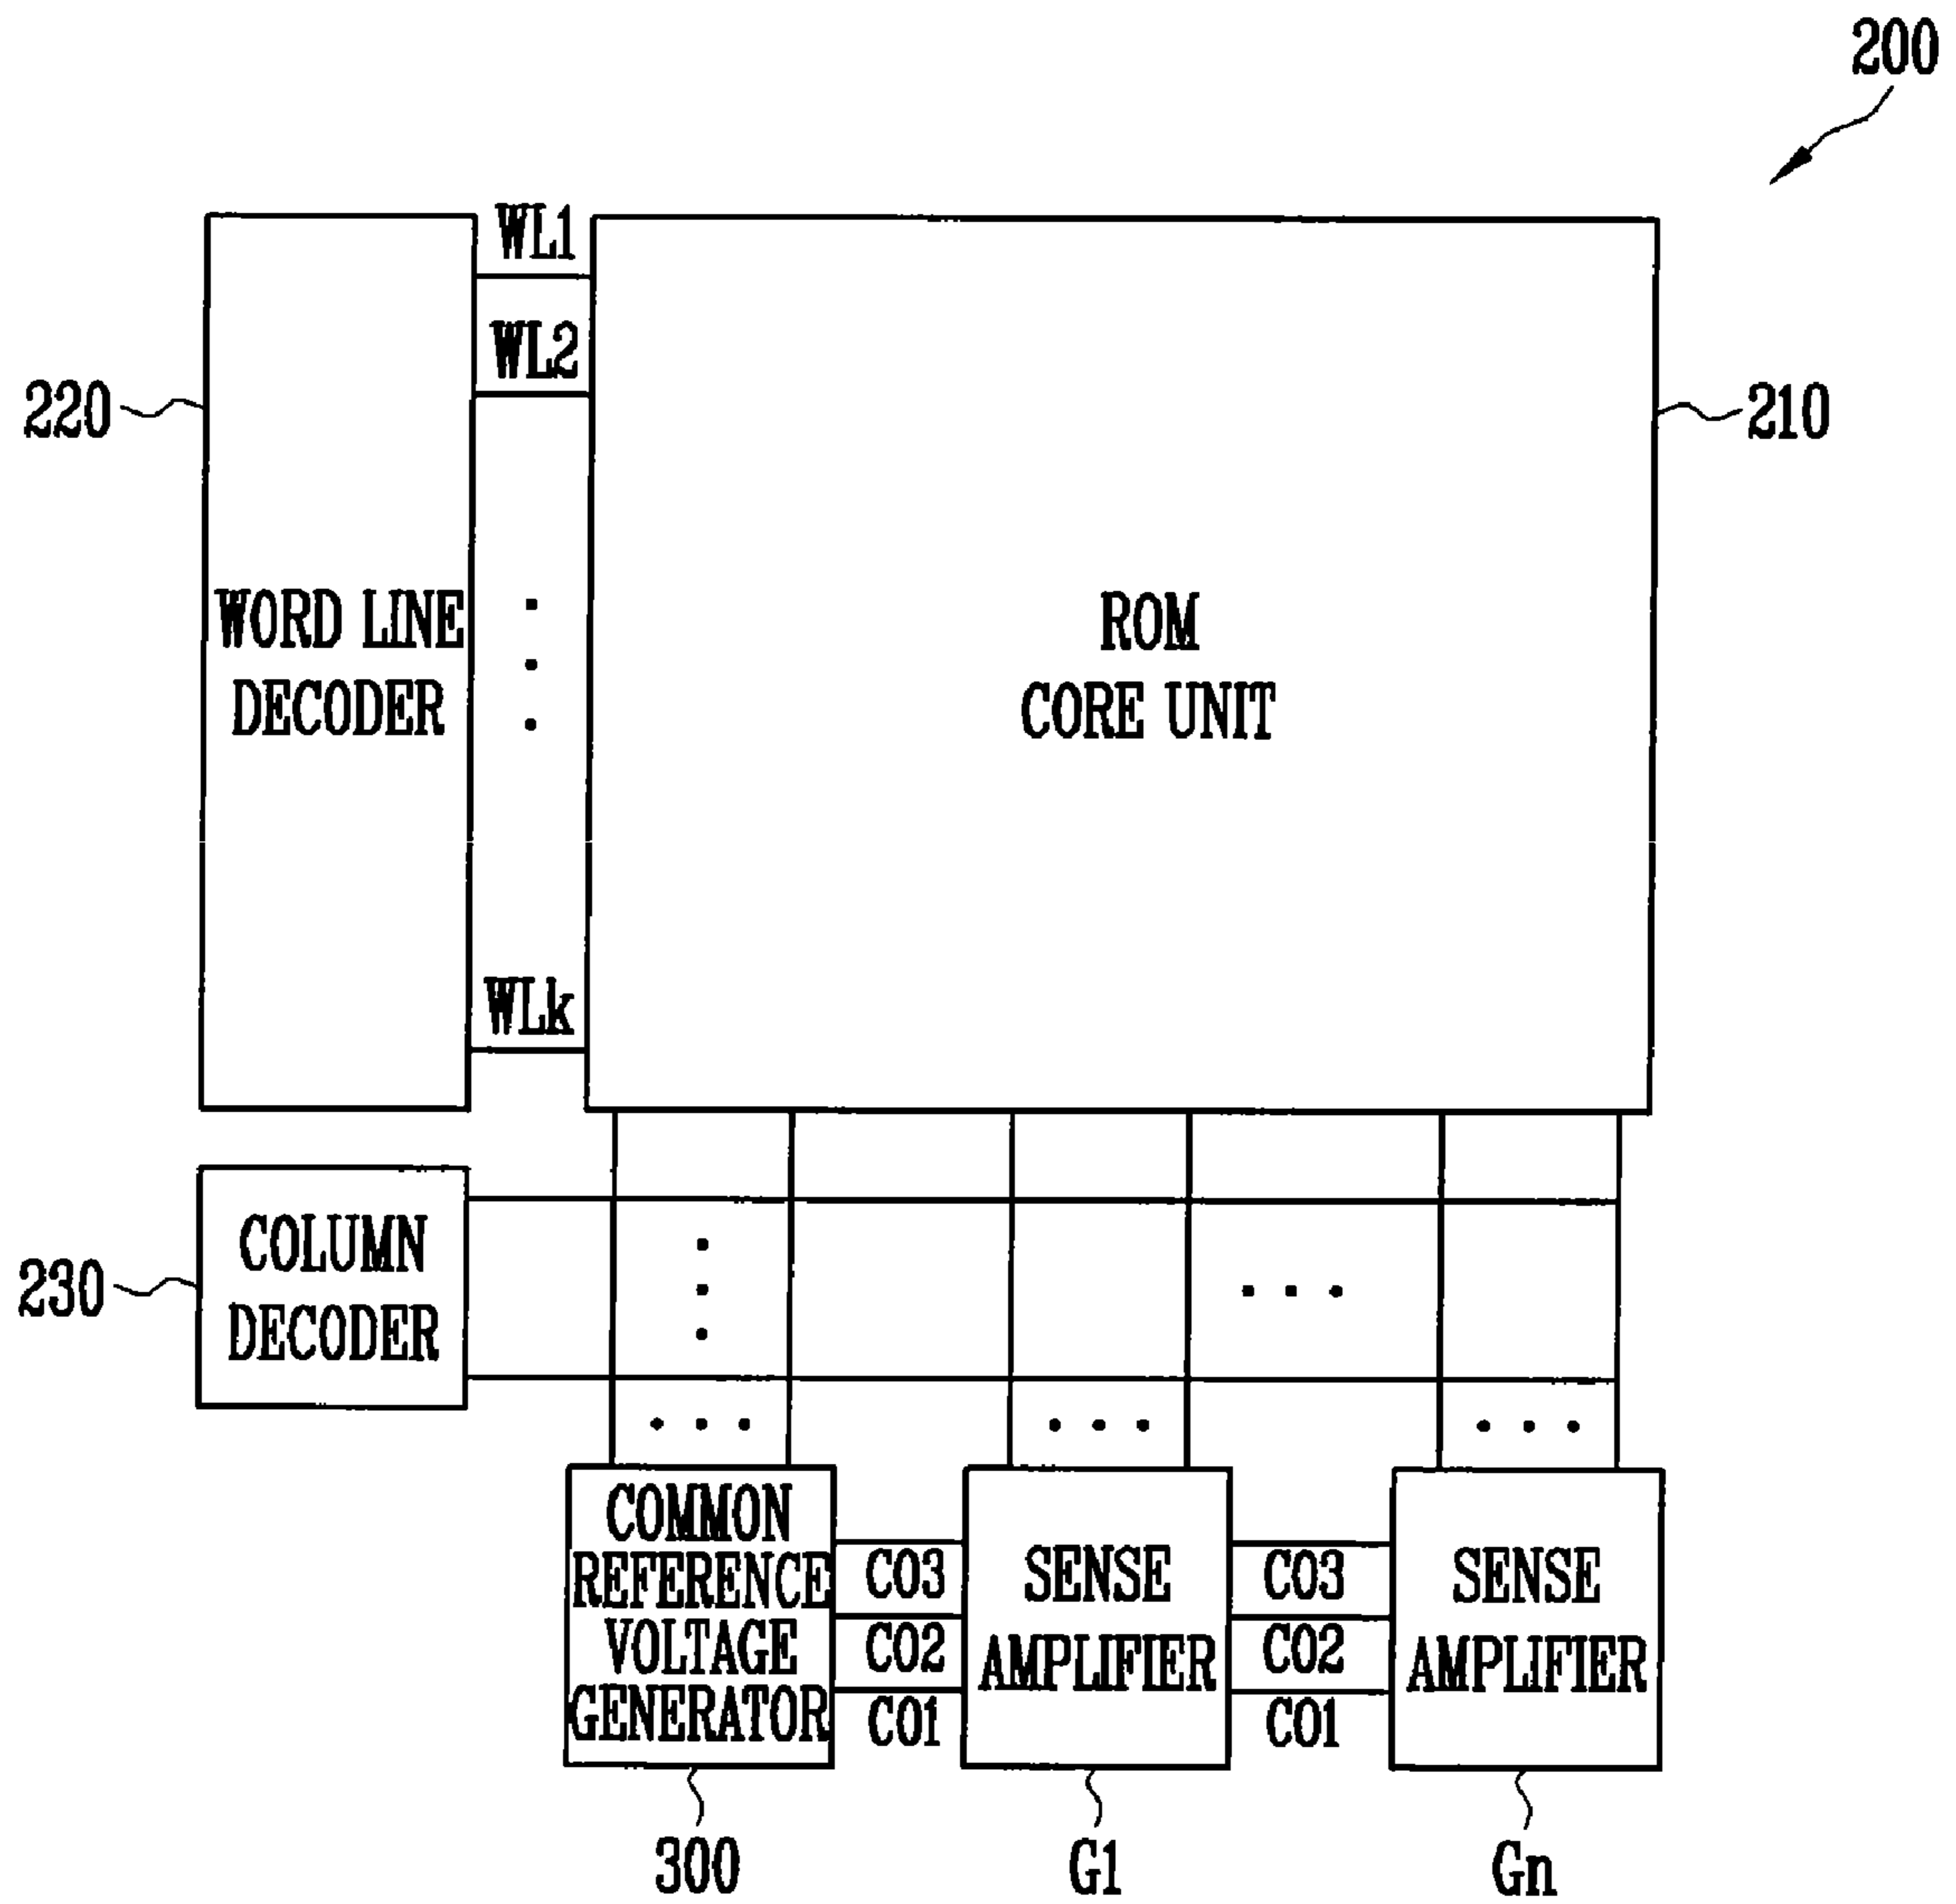 200
WL1
WL2
220
210
WORD LINE
DECODER
ROM
CORE UNIT
WLk
230
COLUMN
DECODER
COMMON
REFERENCE
VOLTAGE
GENERATOR
CO3
CO2
CO1
SENSE
AMPLIFIER
CO3
CO2
CO1
SENSE
AMPLIFIER
300
G1
Gn